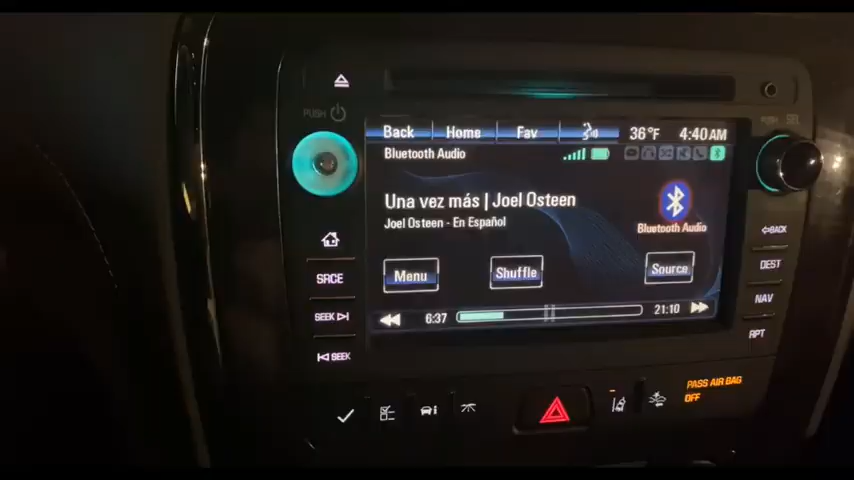 PUSH
Back Home Fav 36°F 4:40AM
PUSH SEL
Bluetooth Audio
Una vez más | Joel Osteen
Joel Osteen - En Español
Bluetooth Audio
BACK
SRCE
Menu Shuffle Source
DEST
SEEK
6:37 21:10
NAV
SEEK
RPT
PASS AIR BAG
OFF